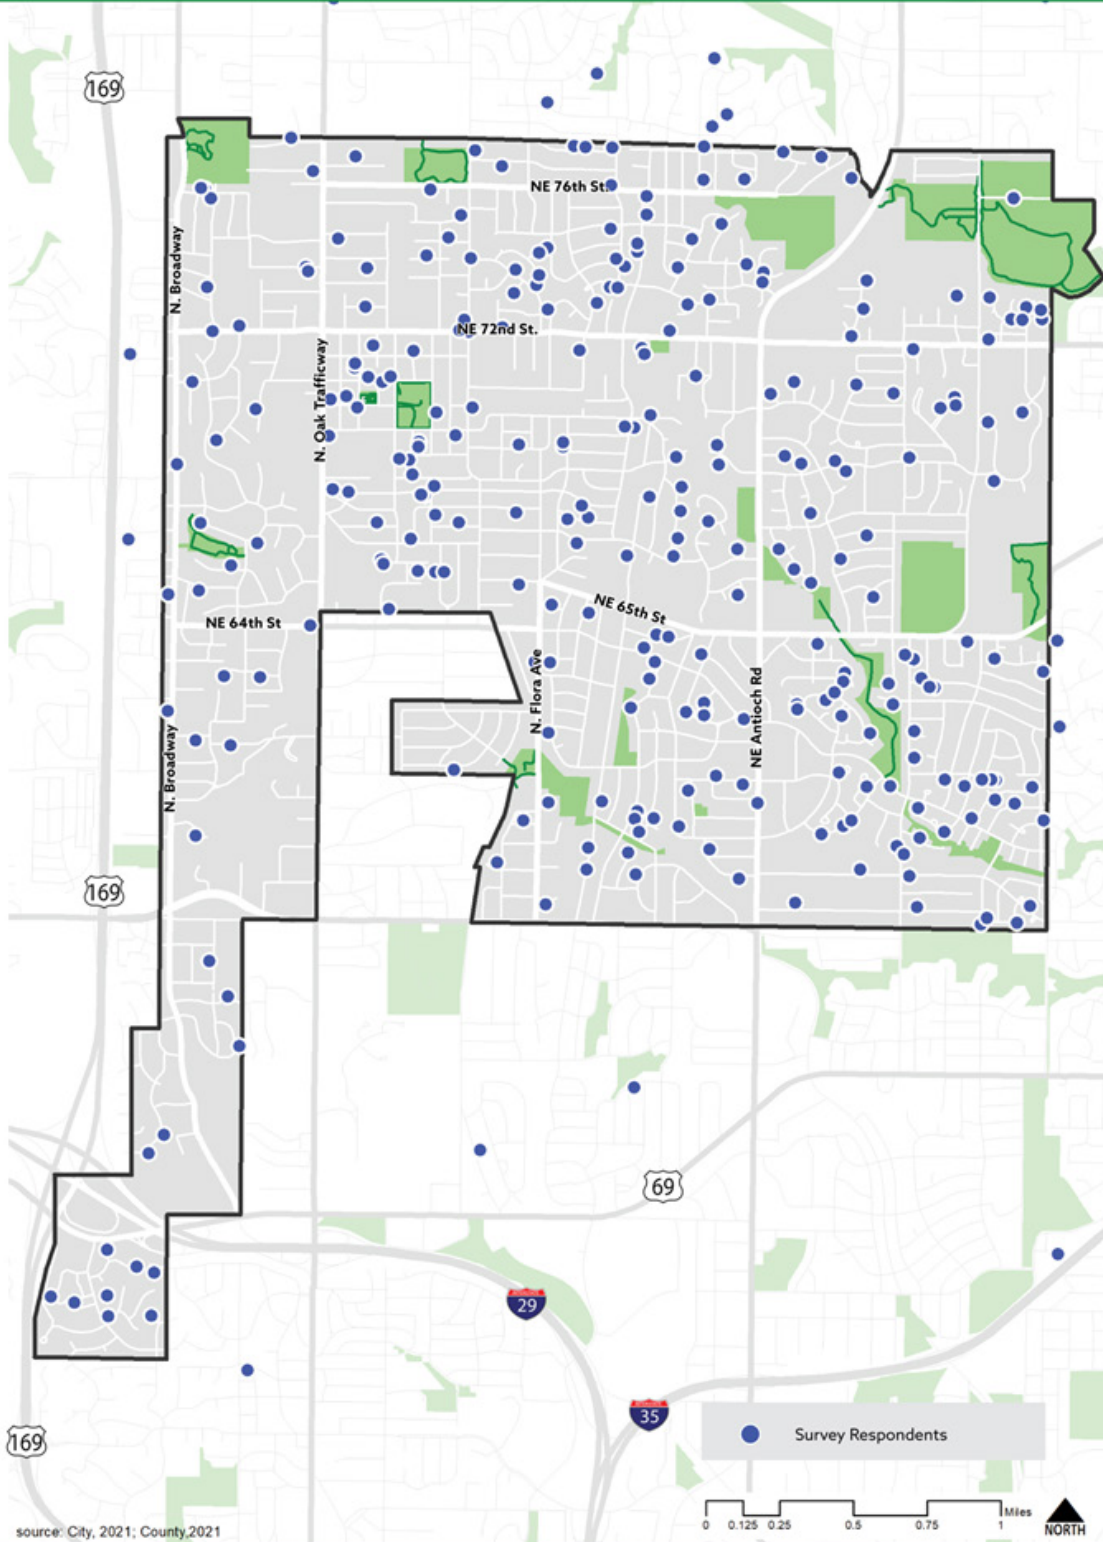 169
NE 76th St.
N. Broadway
NE 72nd St.
N. Oak Trafficway
NE 65th St
NE 64th St
N. Flora Ave
NE Antioch Rd
N. Broadway
169
69
INTERSTATE
29
INTERSTATE
35
169
Survey Respondents
Miles
0 0.125 0.25 0.5 0.75 1
NORTH
source: City, 2021; County,2021